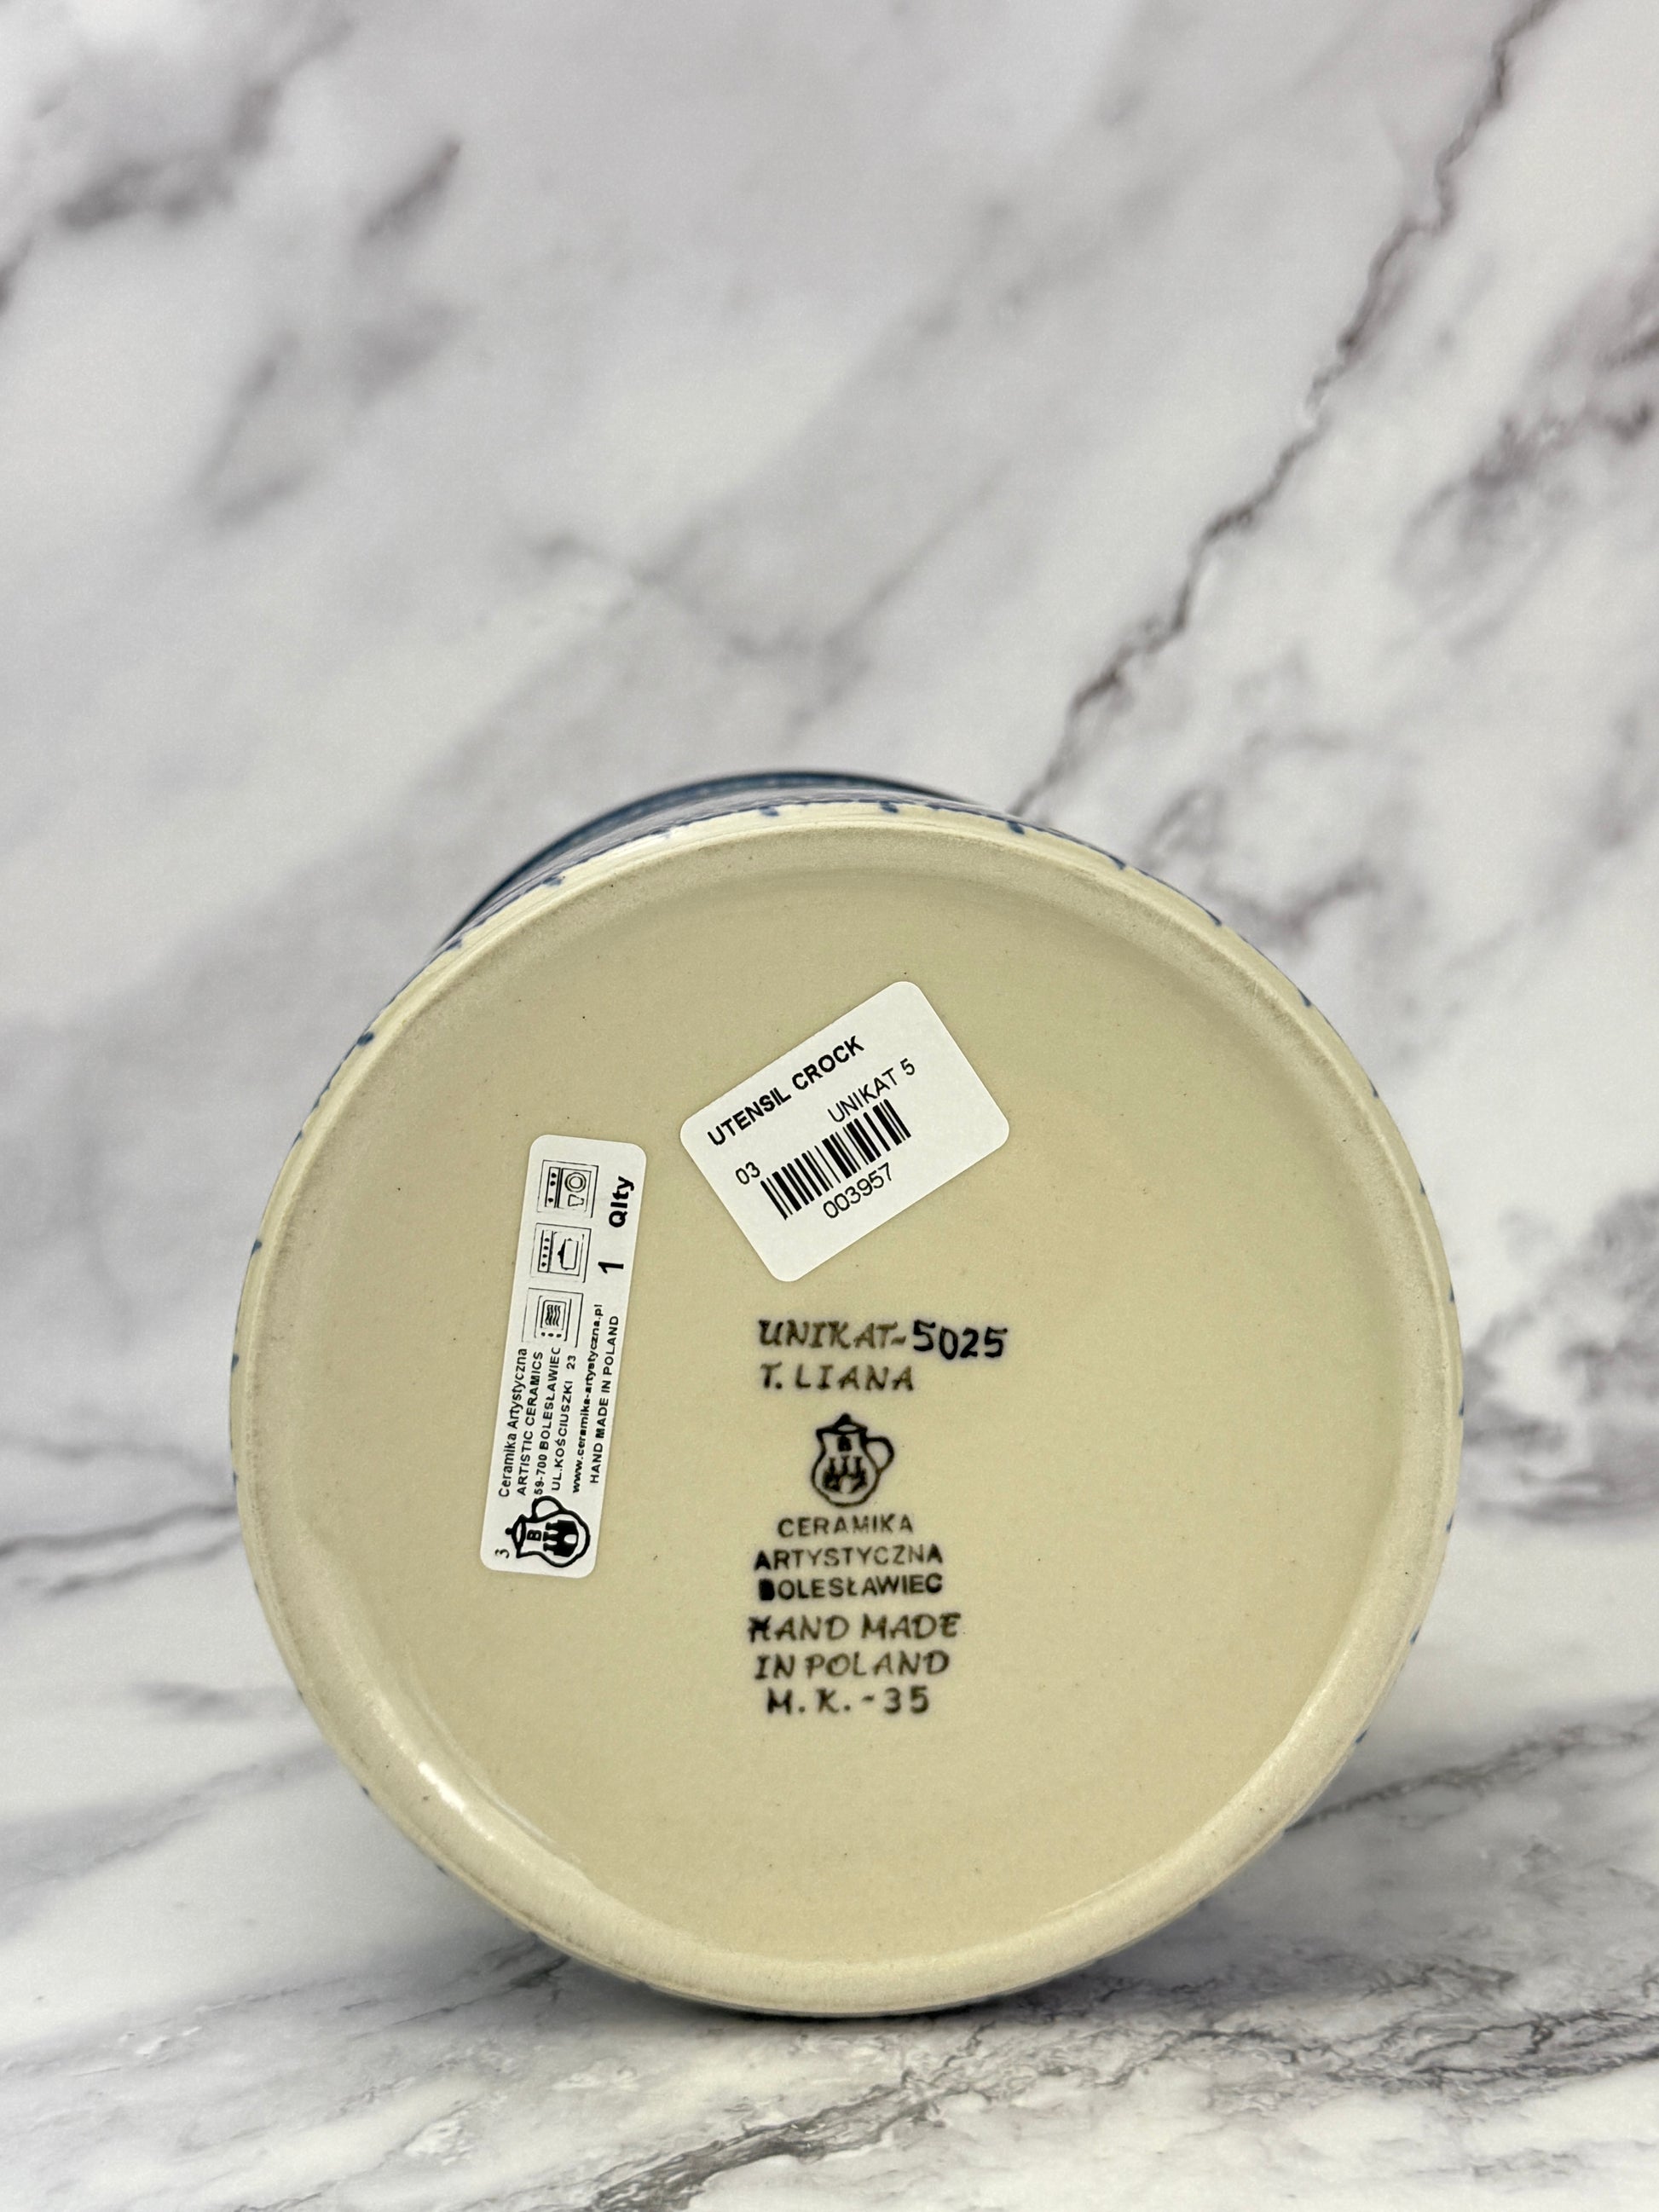 UTENSIL CROCK
UNIKAT 5
03
003957
Ceramika Artystyczna
ARTISTIC CERAMICS
59-700 BOLESŁAWIEC
UL.KOŚCIUSZKI 23
www.ceramika-artystyczna.pl
HAND MADE IN POLAND
1 Qlty
3
B
UNIKAT-5025
T. LIANA
B
CERAMIKA
ARTYSTYCZNA
BOLESŁAWIEC
HAND MADE
IN POLAND
M. K. - 35